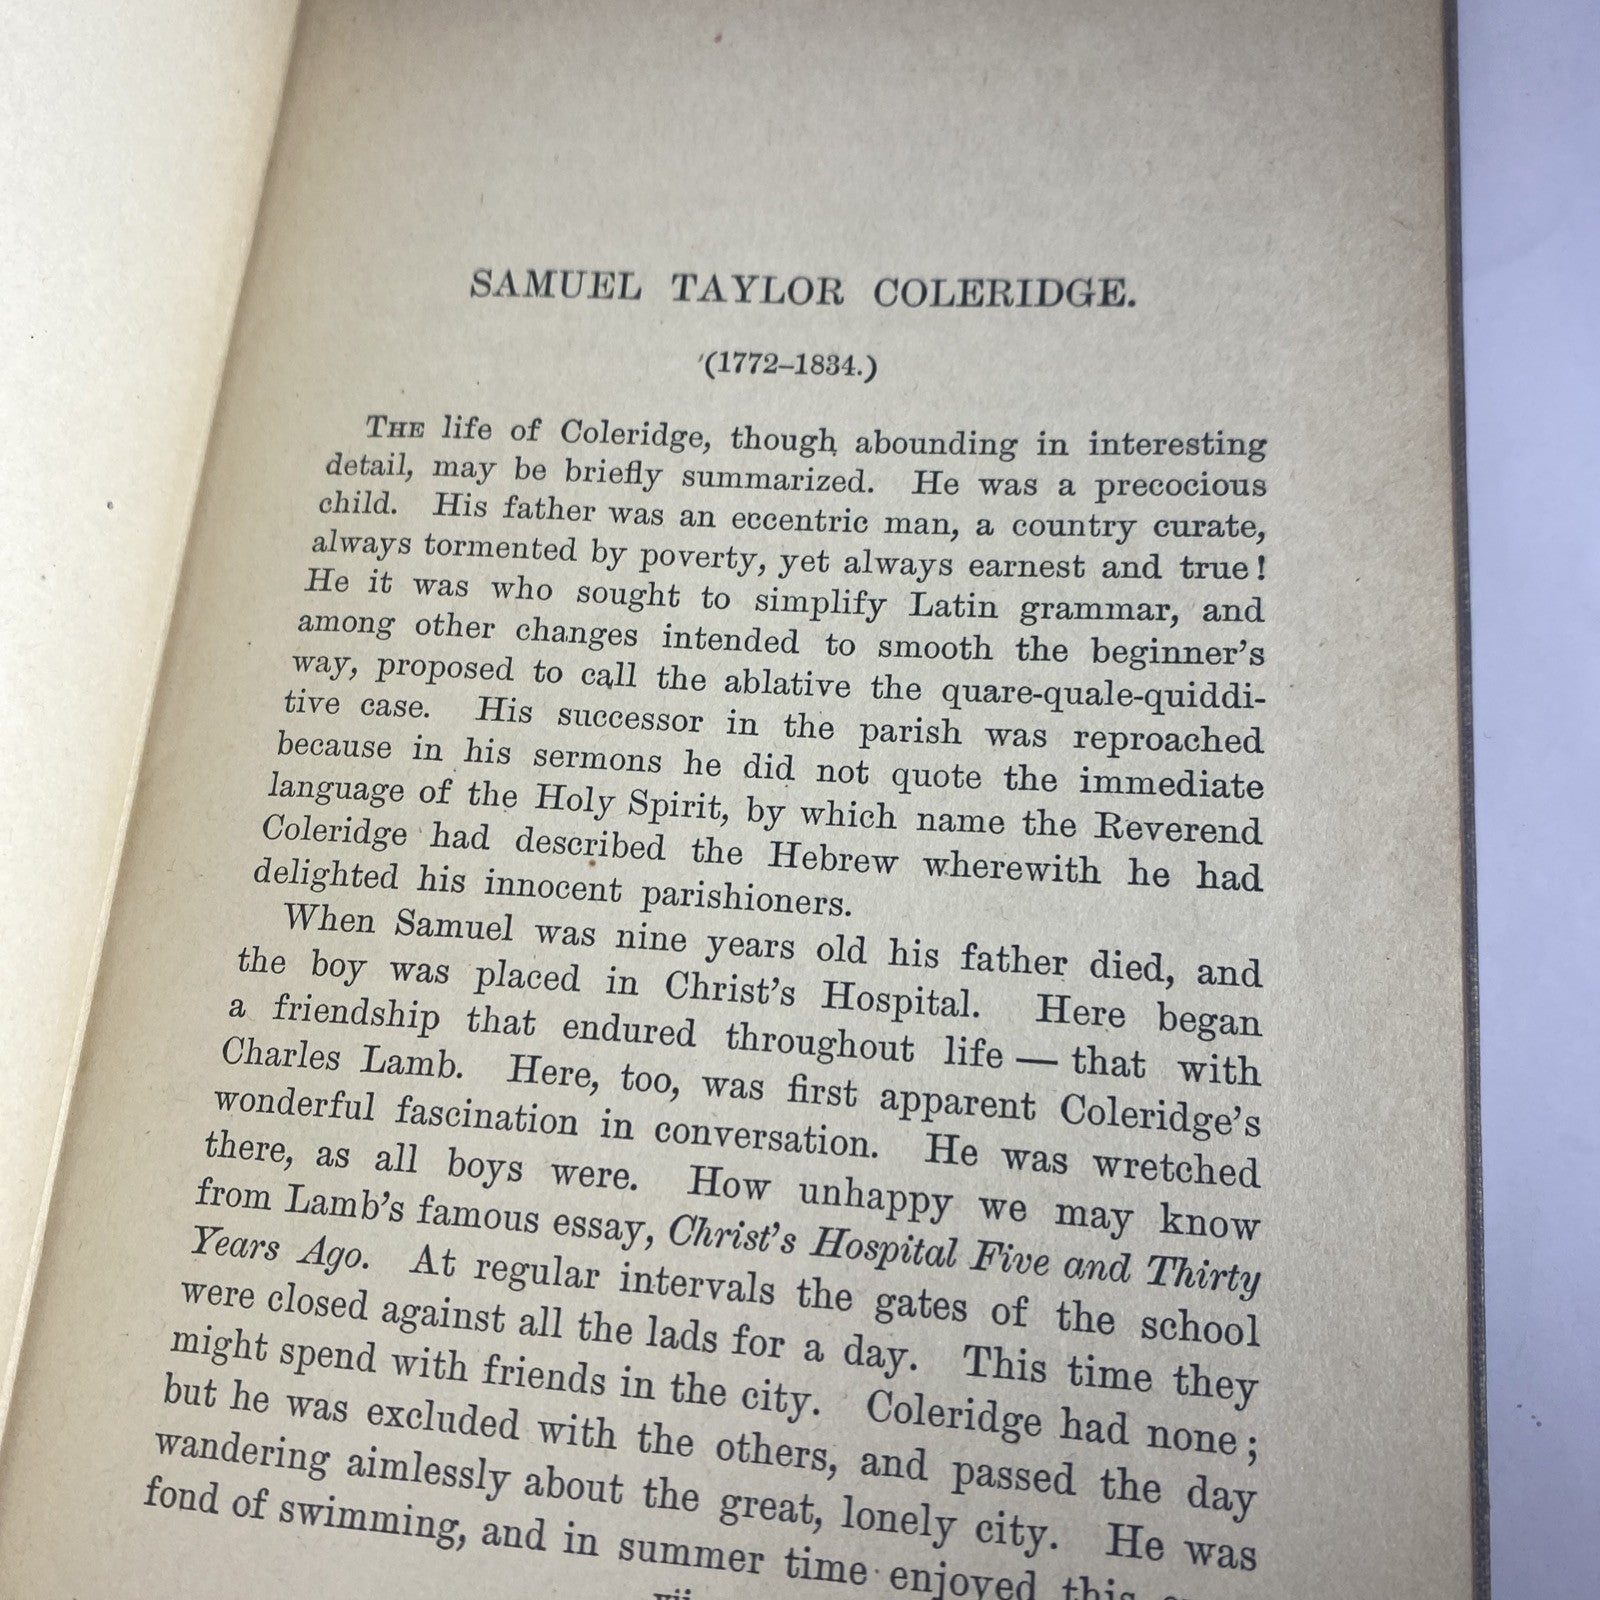 SAMUEL TAYLOR COLERIDGE.
(1772–1834.)
THE life of Coleridge, though abounding in interesting
detail, may be briefly summarized. He was a precocious
child. His father was an eccentric man, a country curate,
always tormented by poverty, yet always earnest and true!
He it was who sought to simplify Latin grammar, and
among other changes intended to smooth the beginner's
way, proposed to call the ablative the quare-quale-quiddi-
tive case. His successor in the parish was reproached
because in his sermons he did not quote the immediate
language of the Holy Spirit, by which name the Reverend
Coleridge had described the Hebrew wherewith he had
delighted his innocent parishioners.
When Samuel was nine years old his father died, and
the boy was placed in Christ's Hospital. Here began
a friendship that endured throughout life — that with
Charles Lamb. Here, too, was first apparent Coleridge's
wonderful fascination in conversation. He was wretched
there, as all boys were. How unhappy we may know
from Lamb's famous essay, Christ's Hospital Five and Thirty
Years Ago. At regular intervals the gates of the school
were closed against all the lads for a day. This time they
might spend with friends in the city. Coleridge had none;
but he was excluded with the others, and passed the day
wandering aimlessly about the great, lonely city. He was
fond of swimming, and in summer time enjoyed this
vii